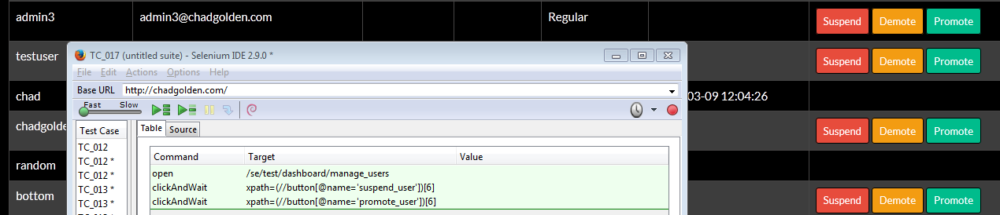 admin3 admin3@chadgolden.com Regular Suspend Demote Promote
testuser Suspend Demote Promote
TC_017 (untitled suite) - Selenium IDE 2.9.0 *
File Edit Actions Options Help
Base URL http://chadgolden.com/
chad 03-09 12:04:26
Fast Slow
chadgolde Suspend Demote Promote
Test Case Table Source
TC_012
TC_012 *
TC_012 *
TC_013 *
TC_013 *
Command Target Value
open /se/test/dashboard/manage_users
clickAndWait xpath=(//button[@name='suspend_user'])[6]
clickAndWait xpath=(//button[@name='promote_user'])[6]
random
bottom Suspend Demote Promote